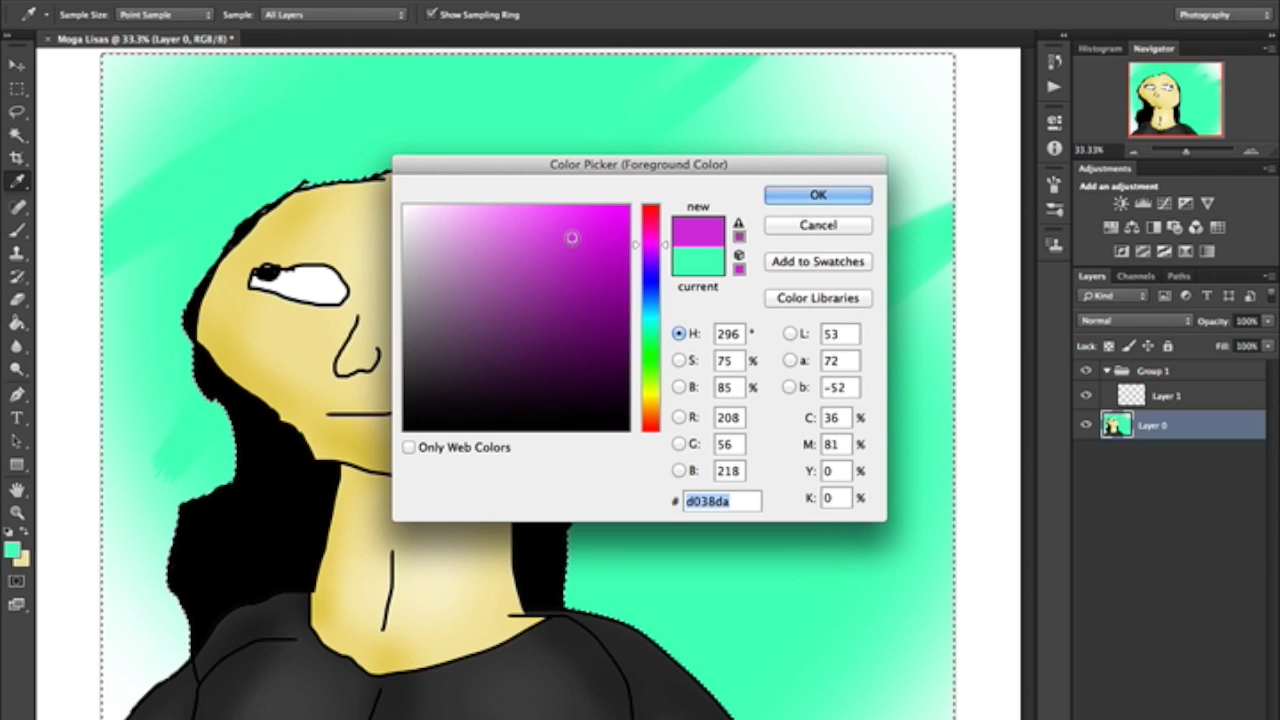 Sample Size: Point Sample Sample: All Layers Show Sampling Ring Photography
Moga Lisas @ 33.3% (Layer 0, RGB/8) *
Histogram Navigator
33.33%
Adjustments
Add an adjustment
Layers Channels Paths
Kind
Normal Opacity: 100%
Lock: Fill: 100%
Group 1
Layer 1
Layer 0
Color Picker (Foreground Color)
new
current
OK
Cancel
Add to Swatches
Color Libraries
H: 296 ° L: 53
S: 75 % a: 72
B: 85 % b: -52
R: 208 C: 36 %
G: 56 M: 81 %
B: 218 Y: 0 %
# d038da K: 0 %
Only Web Colors